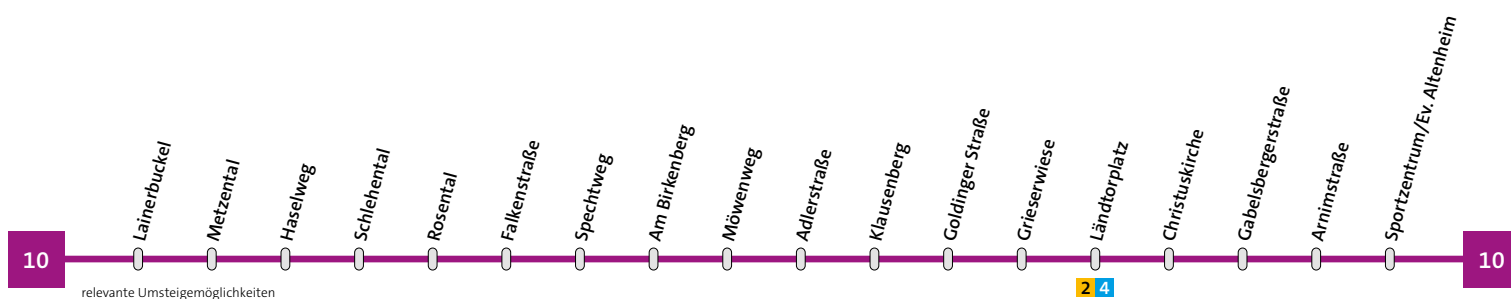 10
Lainerbuckel
Metzental
Haselweg
Schlehental
Rosental
Falkenstraße
Spechtweg
Am Birkenberg
Möwenweg
Adlerstraße
Klausenberg
Goldinger Straße
Grieserwiese
Ländtorplatz
Christuskirche
Gabelsbergerstraße
Arnimstraße
Sportzentrum/Ev. Altenheim
10
relevante Umsteigemöglichkeiten
2 4